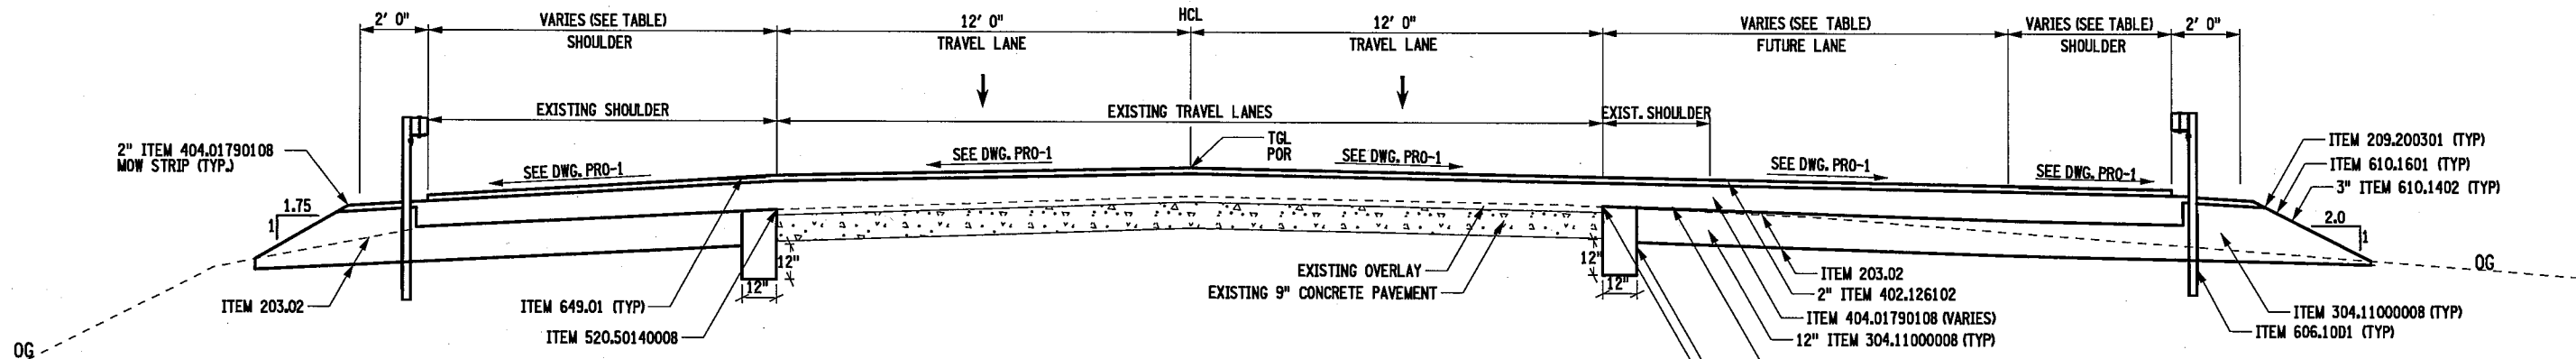 2' 0"
VARIES (SEE TABLE)
SHOULDER
12' 0"
TRAVEL LANE
HCL
12' 0"
TRAVEL LANE
VARIES (SEE TABLE)
FUTURE LANE
VARIES (SEE TABLE)
SHOULDER
2' 0"
EXISTING SHOULDER
EXISTING TRAVEL LANES
EXIST. SHOULDER
2" ITEM 404.01790108
MOW STRIP (TYP.)
SEE DWG. PRO-1
SEE DWG. PRO-1
TGL
POR
SEE DWG. PRO-1
SEE DWG. PRO-1
SEE DWG. PRO-1
ITEM 209.200301 (TYP)
ITEM 610.1601 (TYP)
3" ITEM 610.1402 (TYP)
1.75
1
2.0
1
12"
12"
12"
12"
EXISTING OVERLAY
EXISTING 9" CONCRETE PAVEMENT
ITEM 203.02
2" ITEM 402.126102
ITEM 404.01790108 (VARIES)
12" ITEM 304.11000008 (TYP)
ITEM 203.02
ITEM 649.01 (TYP)
ITEM 520.50140008
ITEM 304.11000008 (TYP)
ITEM 606.10D1 (TYP)
OG
OG